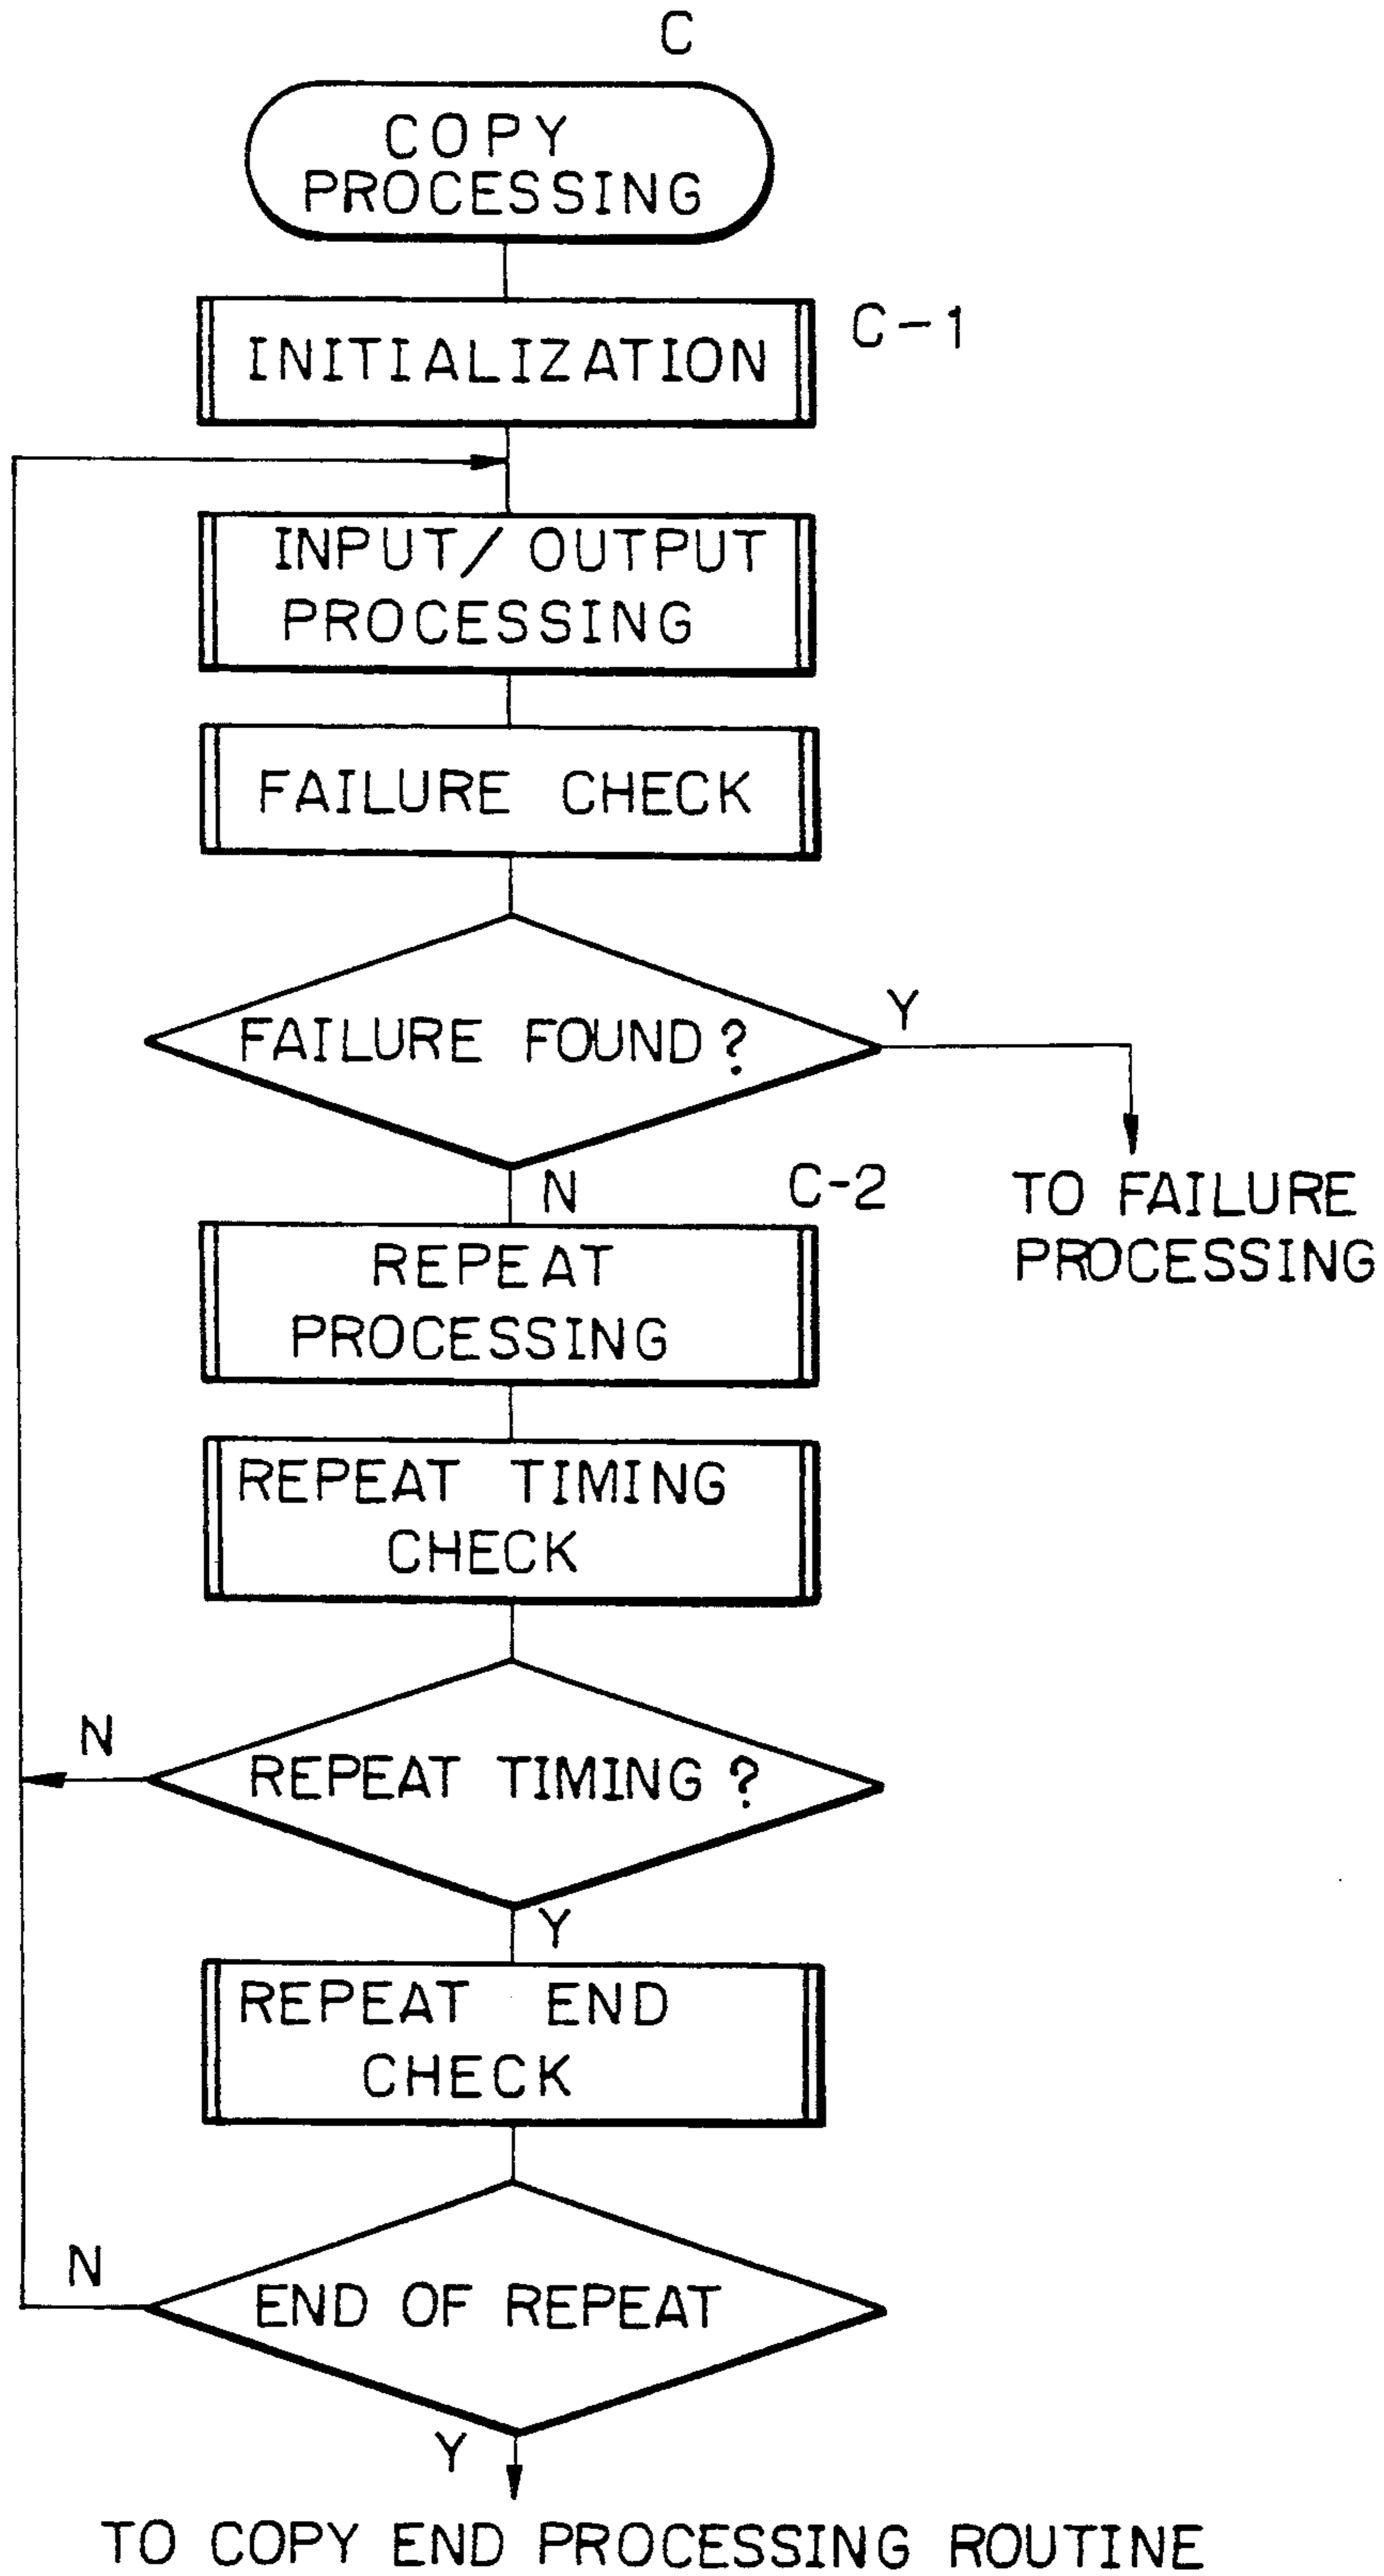 C
COPY
PROCESSING
INITIALIZATION
C-1
INPUT/OUTPUT
PROCESSING
FAILURE CHECK
FAILURE FOUND?
Y
TO FAILURE
PROCESSING
N
C-2
REPEAT
PROCESSING
REPEAT TIMING
CHECK
REPEAT TIMING?
N
Y
REPEAT END
CHECK
END OF REPEAT
N
Y
TO COPY END PROCESSING ROUTINE